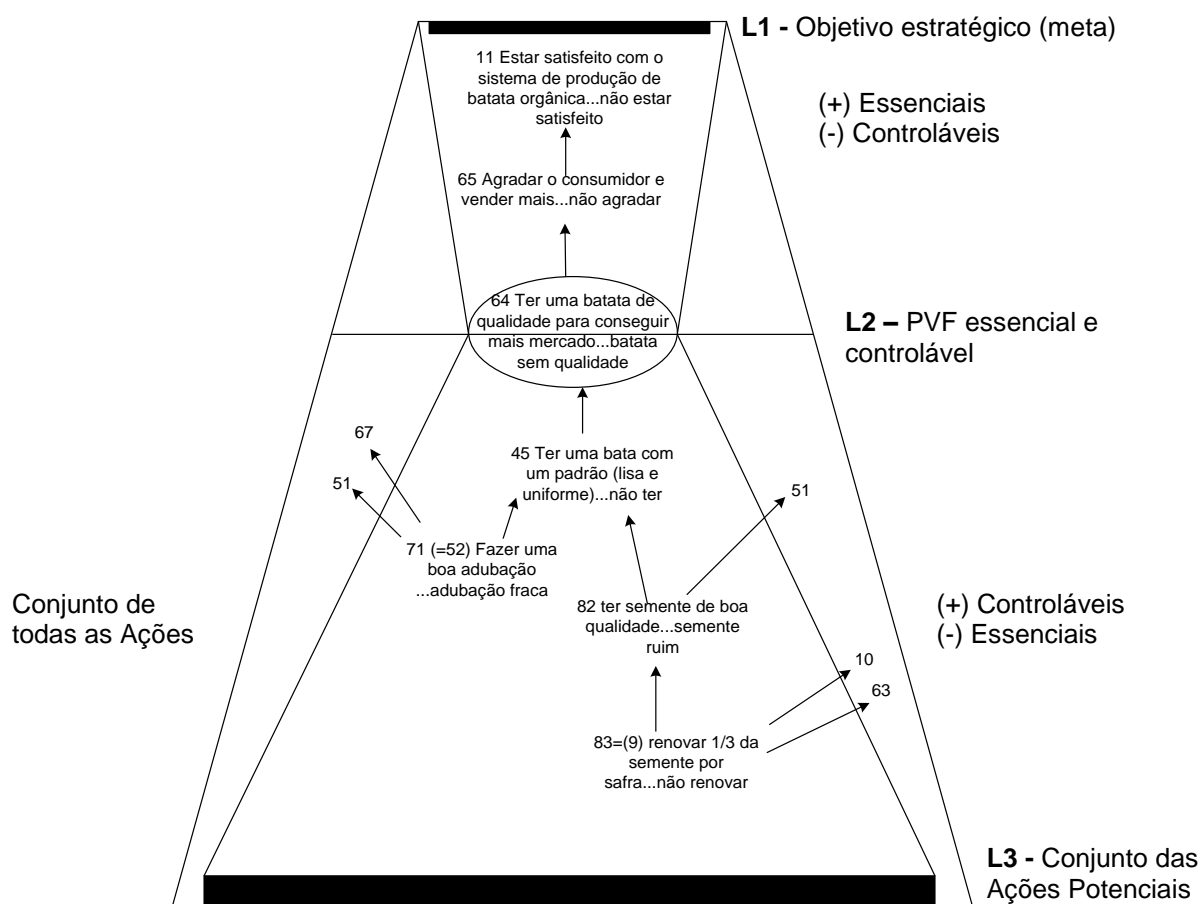 L1 - Objetivo estratégico (meta)
11 Estar satisfeito com o
sistema de produção de
batata orgânica...não estar
satisfeito
(+) Essenciais
(-) Controláveis
65 Agradar o consumidor e
vender mais...não agradar
64 Ter uma batata de
qualidade para conseguir
mais mercado...batata
sem qualidade
L2 – PVF essencial e
controlável
67
45 Ter uma bata com
um padrão (lisa e
uniforme)...não ter
51
51
71 (=52) Fazer uma
boa adubação
...adubação fraca
Conjunto de
todas as Ações
82 ter semente de boa
qualidade...semente
ruim
(+) Controláveis
(-) Essenciais
10
63
83=(9) renovar 1/3 da
semente por
safra...não renovar
L3 - Conjunto das
Ações Potenciais